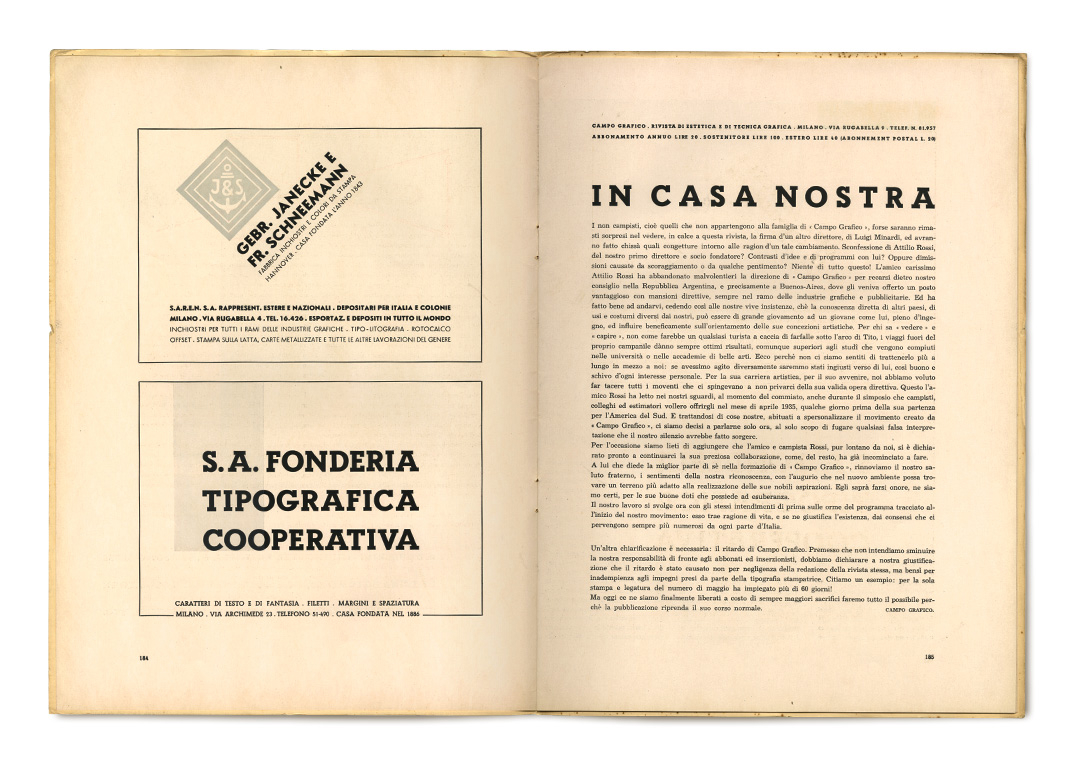 J&S
GEBR. JANECKE E
FR. SCHNEEMANN
FABBRICA INCHIOSTRI E COLORI DA STAMPA
HANNOVER . CASA FONDATA L'ANNO 1843
S.A.R.E.N. S.A. RAPPRESENT. ESTERE E NAZIONALI . DEPOSITARI PER ITALIA E COLONIE
MILANO . VIA RUGABELLA 4 . TEL. 16.426 . ESPORTAZ. E DEPOSITI IN TUTTO IL MONDO
INCHIOSTRI PER TUTTI I RAMI DELLE INDUSTRIE GRAFICHE . TIPO-LITOGRAFIA . ROTOCALCO
OFFSET . STAMPA SULLA LATTA, CARTE METALIZZATE E TUTTE LE ALTRE LAVORAZIONI DEL GENERE
S.A. FONDERIA
TIPOGRAFICA
COOPERATIVA
CARATTERI DI TESTO E DI FANTASIA . FILETTI . MARGINI E SPAZIATURA
MILANO . VIA ARCHIMEDE 23 . TELEFONO 51-490 . CASA FONDATA NEL 1886
184
CAMPO GRAFICO . RIVISTA DI ESTETICA E DI TECNICA GRAFICA . MILANO . VIA RUGABELLA 9 . TELEF. N. 81.957
ABBONAMENTO ANNUO LIRE 20 . SOSTENITORE LIRE 100 . ESTERO LIRE 40 (ABONNEMENT POSTAL L. 20)
IN CASA NOSTRA
I non campisti, cioè quelli che non appartengono alla famiglia di « Campo Grafico », forse saranno rima-
sti sorpresi nel vedere, in calce a questa rivista, la firma d'un altro direttore, di Luigi Minardi, ed avran-
no fatto chissà quali congetture intorno alle ragion d'un tale cambiamento. Sconfessione di Attilio Rossi,
del nostro primo direttore e socio fondatore? Contrasti d'idee e di programmi con lui? Oppure dimis-
sioni causate da scoraggiamento o da qualche pentimento? Niente di tutto questo! L'amico carissimo
Attilio Rossi ha abbandonato malvolentieri la direzione di « Campo Grafico » per recarsi dietro nostro
consiglio nella Repubblica Argentina, e precisamente a Buenos-Aires, dove gli veniva offerto un posto
vantaggioso con mansioni direttive, sempre nel ramo delle industrie grafiche e pubblicitarie. Ed ha
fatto bene ad andarvi, cedendo così alle nostre vive insistenze, chè la conoscenza diretta di altri paesi, di
usi e costumi diversi dai nostri, può essere di grande giovamento ad un giovane come lui, pieno d'inge-
gno, ed influire beneficamente sull'orientamento delle sue concezioni artistiche. Per chi sa « vedere » e
« capire », non come farebbe un qualsiasi turista a caccia di farfalle sotto l'arco di Tito, i viaggi fuori del
proprio campanile dànno sempre ottimi risultati, comunque superiori agli studi che vengono compiuti
nelle università o nelle accademie di belle arti. Ecco perchè non ci siamo sentiti di trattenerlo più a
lungo in mezzo a noi: se avessimo agito diversamente saremmo stati ingiusti verso di lui, così buono e
schivo d'ogni interesse personale. Per la sua carriera artistica, per il suo avvenire, noi abbiamo voluto
far tacere tutti i moventi che ci spingevano a non privarci della sua valida opera direttiva. Questo l'a-
mico Rossi ha letto nei nostri sguardi, al momento del commiato, anche durante il simposio che campisti,
colleghi ed estimatori vollero offrirgli nel mese di aprile 1935, qualche giorno prima della sua partenza
per l'America del Sud. E trattandosi di cose nostre, abituati a spersonalizzare il movimento creato da
« Campo Grafico », ci siamo decisi a parlarne solo ora, al solo scopo di fugare qualsiasi falsa interpre-
tazione che il nostro silenzio avrebbe fatto sorgere.
Per l'occasione siamo lieti di aggiungere che l'amico e campista Rossi, pur lontano da noi, si è dichia-
rato pronto a continuarci la sua preziosa collaborazione, come, del resto, ha già incominciato a fare.
A lui che diede la miglior parte di sè nella formazione di « Campo Grafico », rinnoviamo il nostro sa-
luto fraterno, i sentimenti della nostra riconoscenza, con l'augurio che nel nuovo ambiente possa tro-
vare un terreno più adatto alla realizzazione delle sue nobili aspirazioni. Egli saprà farsi onore, ne sia-
mo certi, per le sue buone doti che possiede ad esuberanza.
Il nostro lavoro si svolge ora con gli stessi intendimenti di prima sulle orme del programma tracciato al-
l'inizio del nostro movimento: esso trae ragione di vita, e se ne giustifica l'esistenza, dai consensi che ci
pervengono sempre più numerosi da ogni parte d'Italia.
Un'altra chiarificazione è necessaria: il ritardo di Campo Grafico. Premesso che non intendiamo sminuire
la nostra responsabilità di fronte agli abbonati ed inserzionisti, dobbiamo dichiarare a nostra giustifica-
zione che il ritardo è stato causato non per negligenza della redazione della rivista stessa, ma bensì per
inadempienza agli impegni presi da parte della tipografia stampatrice. Citiamo un esempio: per la sola
stampa e legatura del numero di maggio ha impiegato più di 60 giorni!
Ma oggi ce ne siamo finalmente liberati a costo di sempre maggiori sacrifici faremo tutto il possibile per-
chè la pubblicazione riprenda il suo corso normale. CAMPO GRAFICO.
185